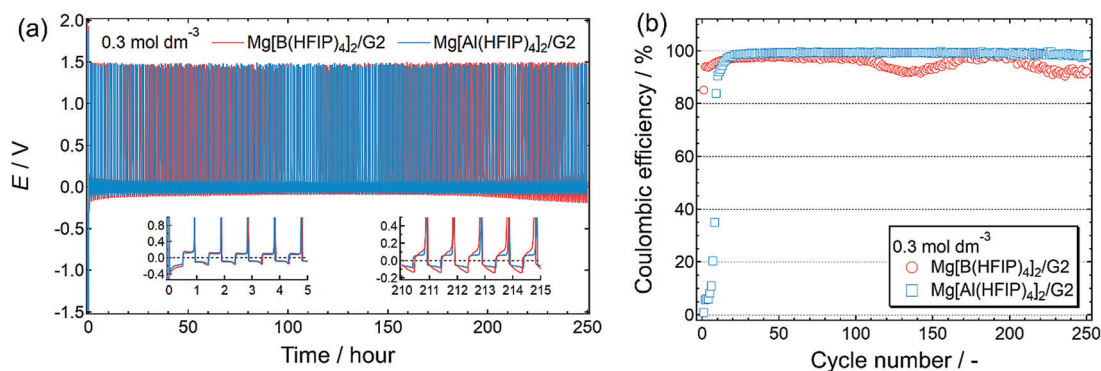 (a)
0.3 mol dm-3 Mg[B(HFIP)4]2/G2 Mg[Al(HFIP)4]2/G2
2.0
1.5
1.0
0.5
0.0
-0.5
-1.0
-1.5
E / V
0.8
0.4
0.0
-0.4
0 1 2 3 4 5
0.4
0.2
0.0
-0.2
210 211 212 213 214 215
0 50 100 150 200 250
Time / hour
(b)
100
80
60
40
20
0
Coulombic efficiency / %
0.3 mol dm-3
Mg[B(HFIP)4]2/G2
Mg[Al(HFIP)4]2/G2
0 50 100 150 200 250
Cycle number / -